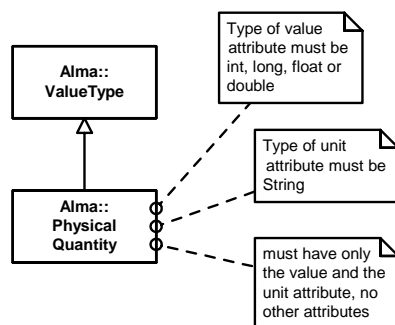 Alma::
ValueType
Alma::
Physical
Quantity
Type of value
attribute must be
int, long, float or
double
Type of unit
attribute must be
String
must have only
the value and the
unit attribute, no
other attributes